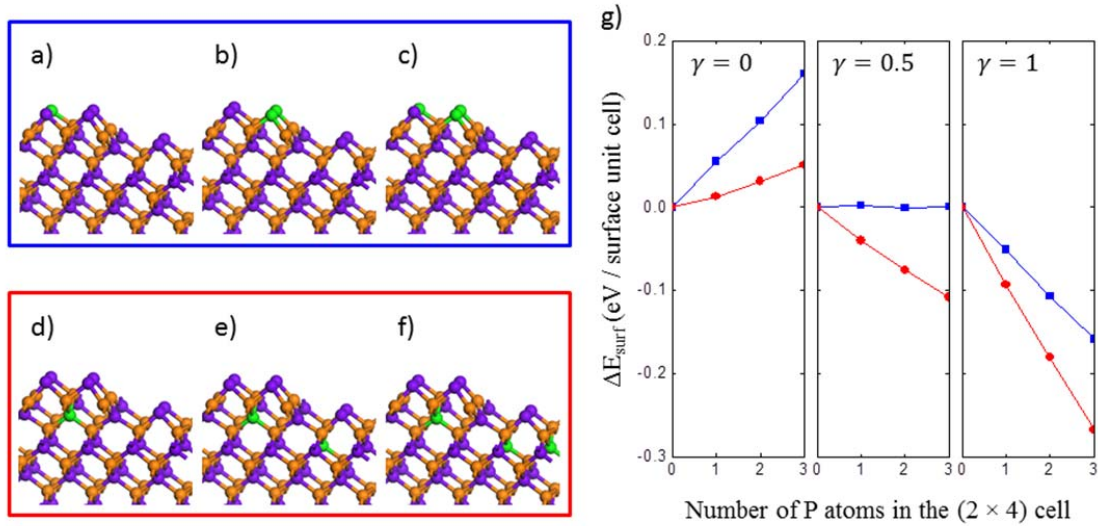 a)
b)
c)
d)
e)
f)
g)
γ = 0
γ = 0.5
γ = 1
0.2
0.1
0.0
-0.1
-0.2
-0.3
ΔE_surf (eV / surface unit cell)
0 1 2 3 0 1 2 3 0 1 2 3
Number of P atoms in the (2 × 4) cell